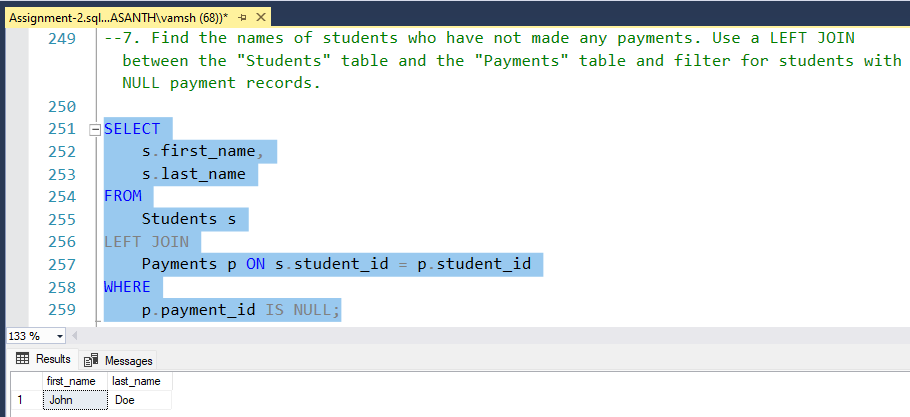 Assignment-2.sql...ASANTH\vamsh (68))*
249 --7. Find the names of students who have not made any payments. Use a LEFT JOIN
between the "Students" table and the "Payments" table and filter for students with
NULL payment records.
250
251 SELECT
252 s.first_name,
253 s.last_name
254 FROM
255 Students s
256 LEFT JOIN
257 Payments p ON s.student_id = p.student_id
258 WHERE
259 p.payment_id IS NULL;
133 %
Results Messages
first_name last_name
1 John Doe